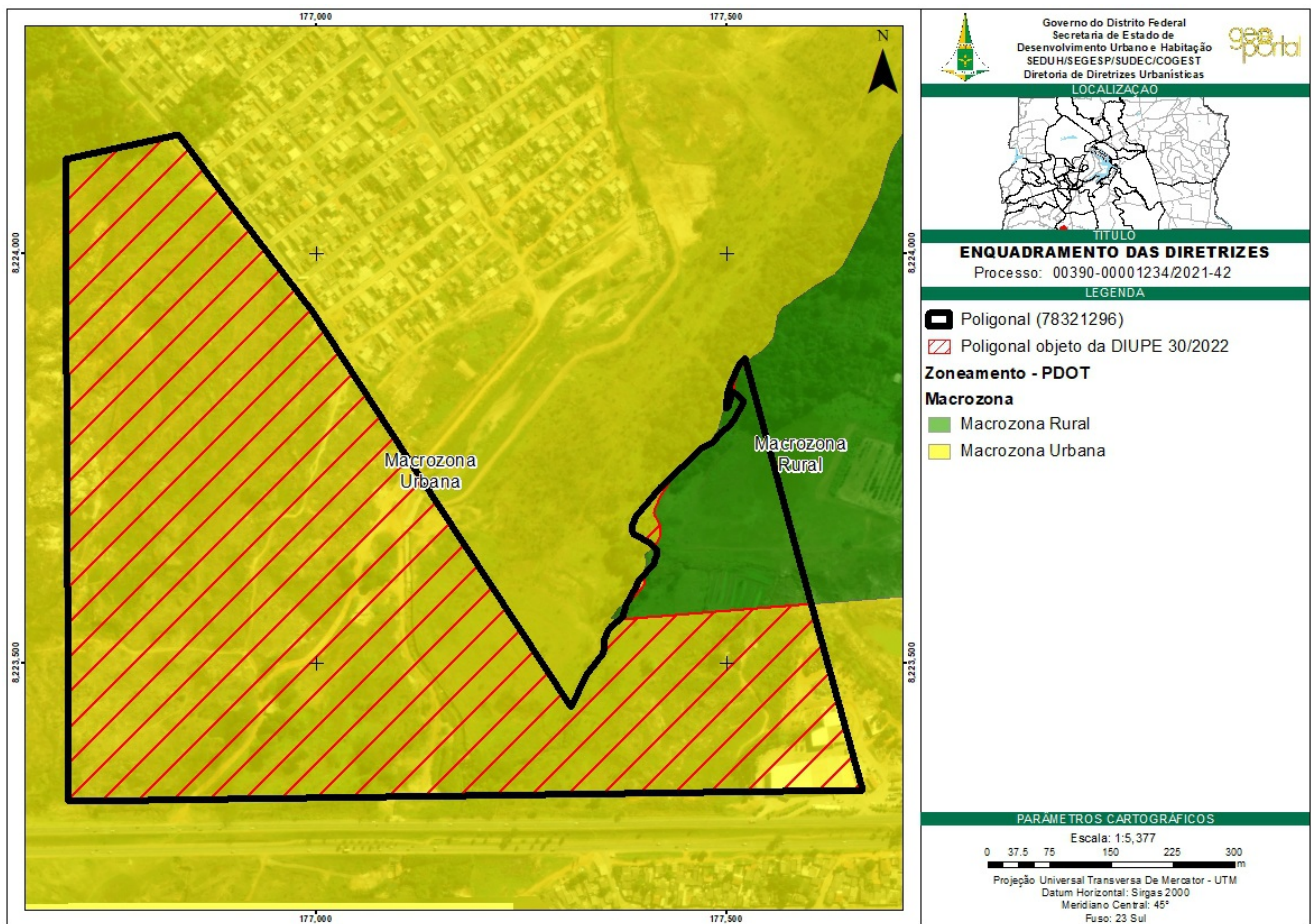 177,000
177,500
N
8,224,000
8,224,000
Macrozona
Urbana
Macrozona
Rural
8,223,500
8,223,500
177,000
177,500
Governo do Distrito Federal
Secretaria de Estado de
Desenvolvimento Urbano e Habitação
SEDUH/SEGESP/SUDEC/COGEST
Diretoria de Diretrizes Urbanísticas
geo
portal
LOCALIZAÇÃO
TÍTULO
ENQUADRAMENTO DAS DIRETRIZES
Processo: 00390-00001234/2021-42
LEGENDA
Poligonal (78321296)
Poligonal objeto da DIUPE 30/2022
Zoneamento - PDOT
Macrozona
Macrozona Rural
Macrozona Urbana
PARÂMETROS CARTOGRÁFICOS
Escala: 1:5,377
0 37.5 75 150 225 300
m
Projeção Universal Transversa De Mercator - UTM
Datum Horizontal: Sirgas 2000
Meridiano Central: 45°
Fuso: 23 Sul